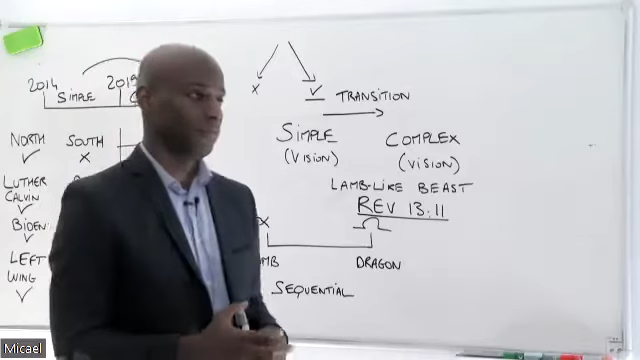 2014 2019
SIMPLE
NORTH SOUTH
LUTHER
CALVIN
BIDEN
LEFT
WING
TRANSITION
SIMPLE
(VISION)
COMPLEX
(VISION)
LAMB-LIKE BEAST
REV 13:11
DRAGON
SEQUENTIAL
Micael